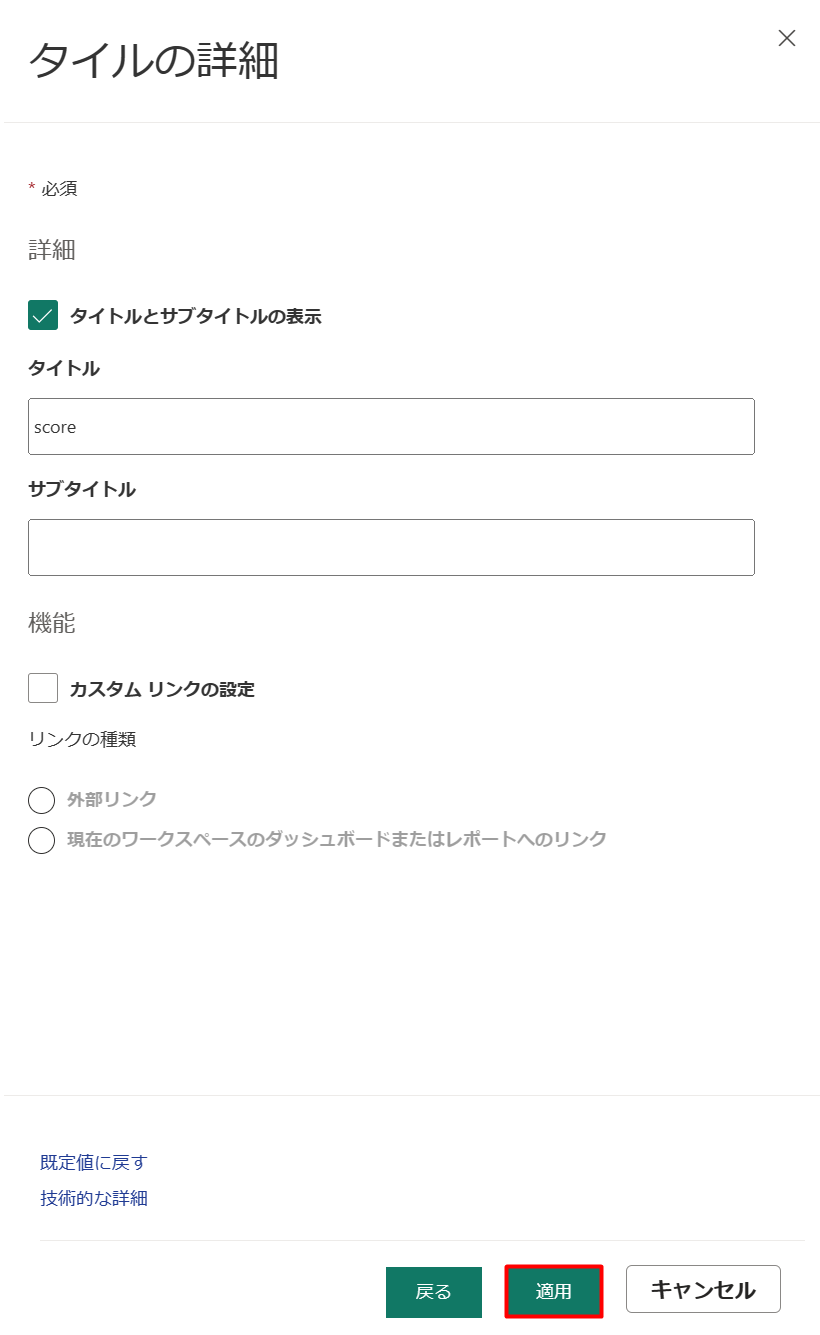 タイルの詳細
* 必須
詳細
タイトルとサブタイトルの表示
タイトル
score
サブタイトル
機能
カスタム リンクの設定
リンクの種類
外部リンク
現在のワークスペースのダッシュボードまたはレポートへのリンク
既定値に戻す
技術的な詳細
戻る 適用 キャンセル